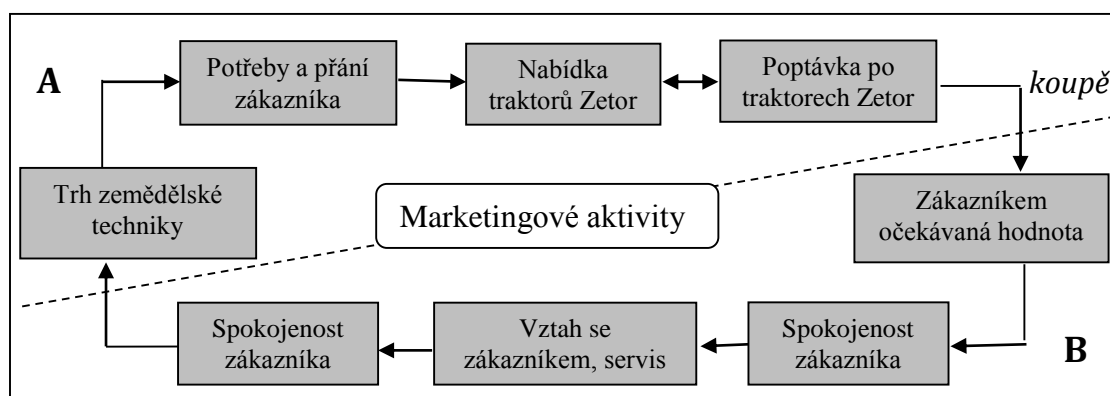 A
Potřeby a přání
zákazníka
Nabídka
traktorů Zetor
Poptávka po
traktorech Zetor
koupě
Trh zemědělské
techniky
Marketingové aktivity
Zákazníkem
očekávaná hodnota
Spokojenost
zákazníka
Vztah se
zákazníkem, servis
Spokojenost
zákazníka
B